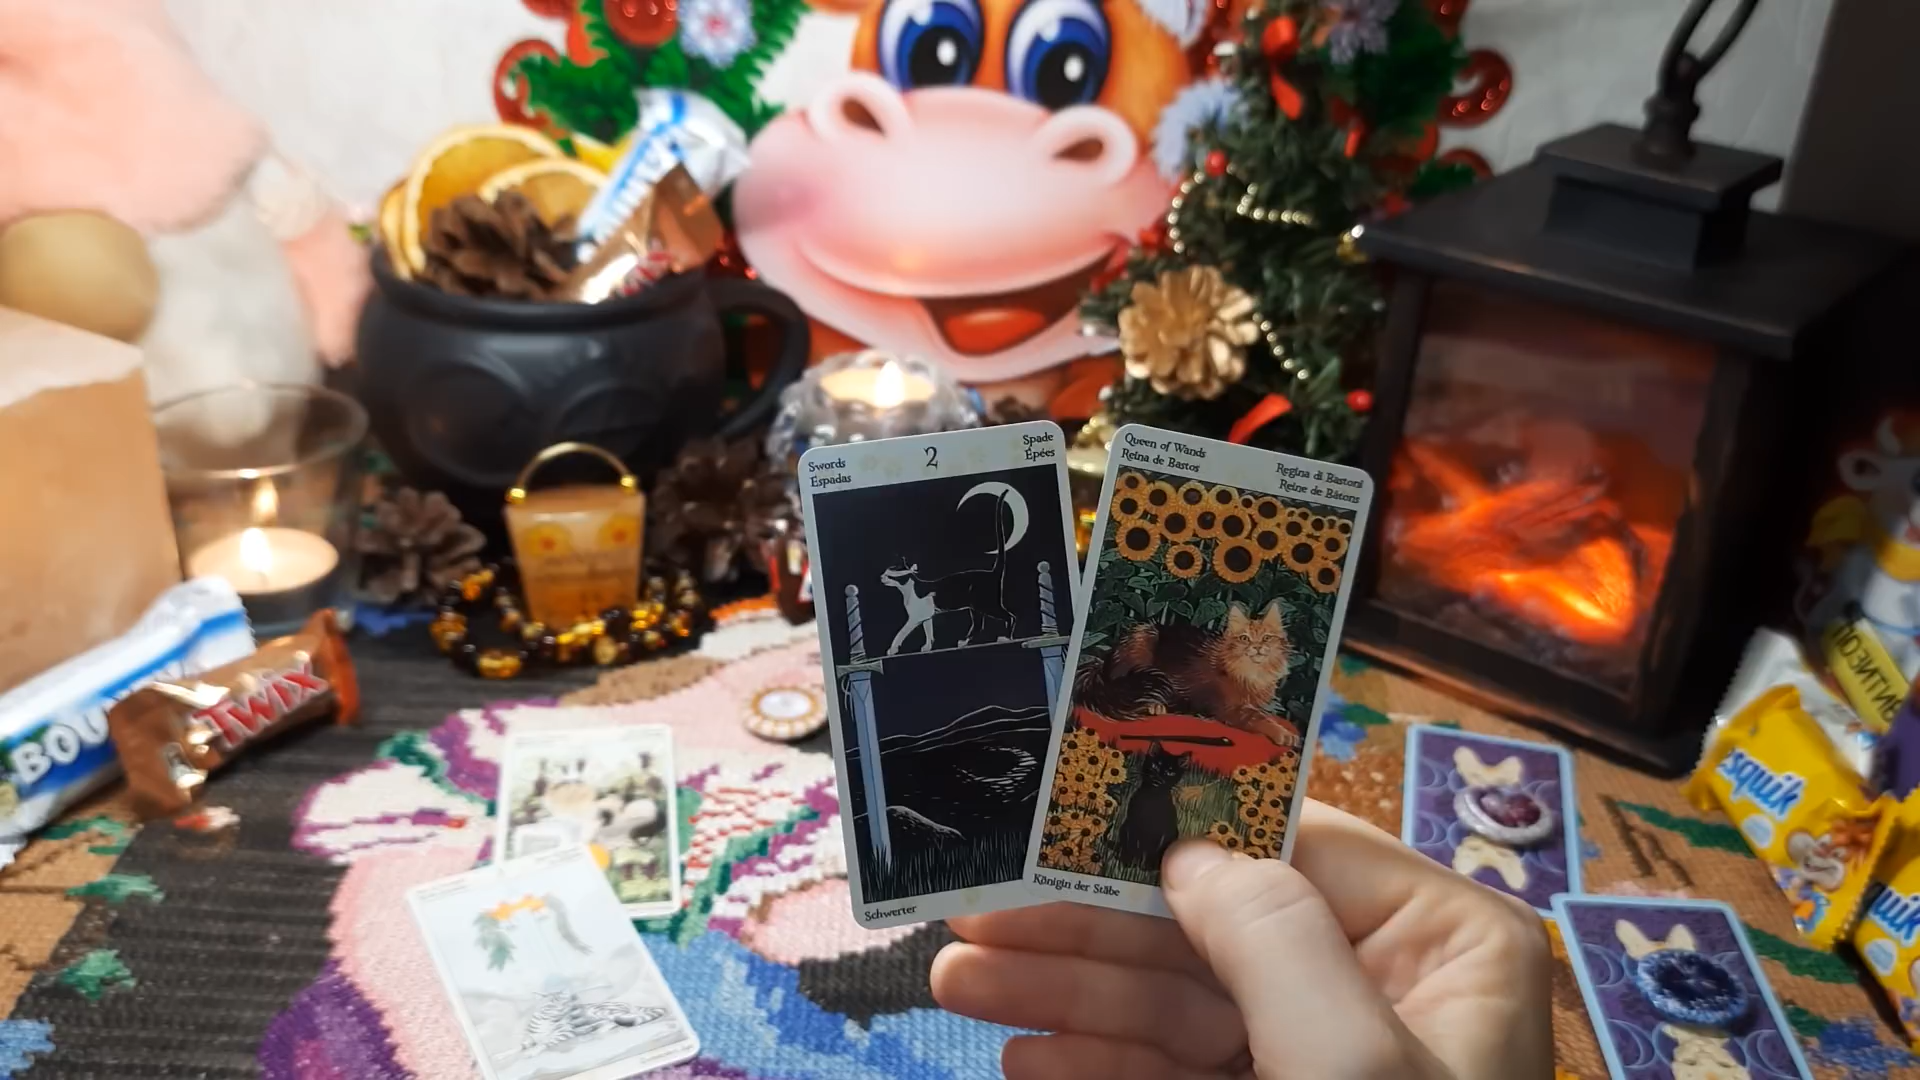 Swords
Espadas
2
Spade
Épées
Schwerter
Queen of Wands
Reina de Bastos
Regina di Bastoni
Reine de Bâtons
Königin der Stäbe
TWIX
squik
ПОЗИТИВ